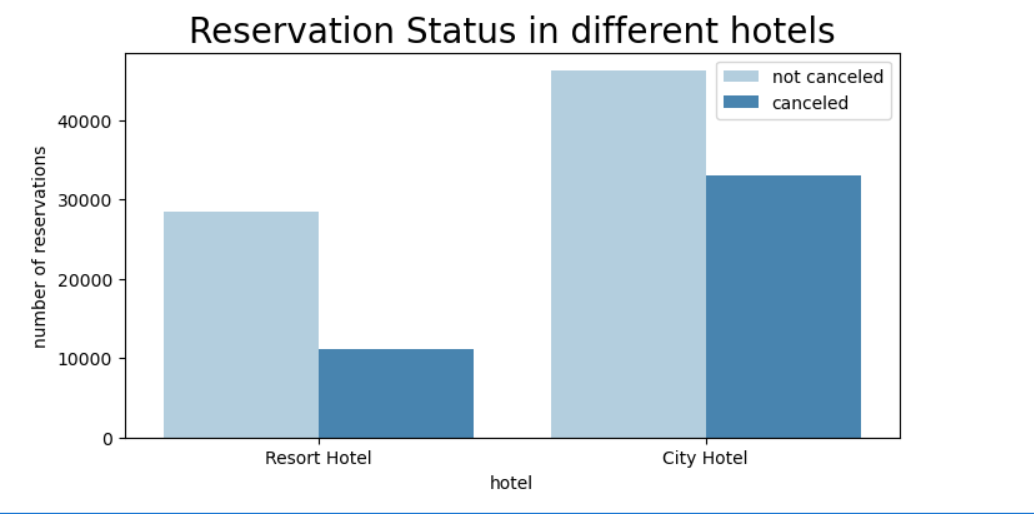 Reservation Status in different hotels
not canceled
canceled
number of reservations
40000
30000
20000
10000
0
Resort Hotel
City Hotel
hotel